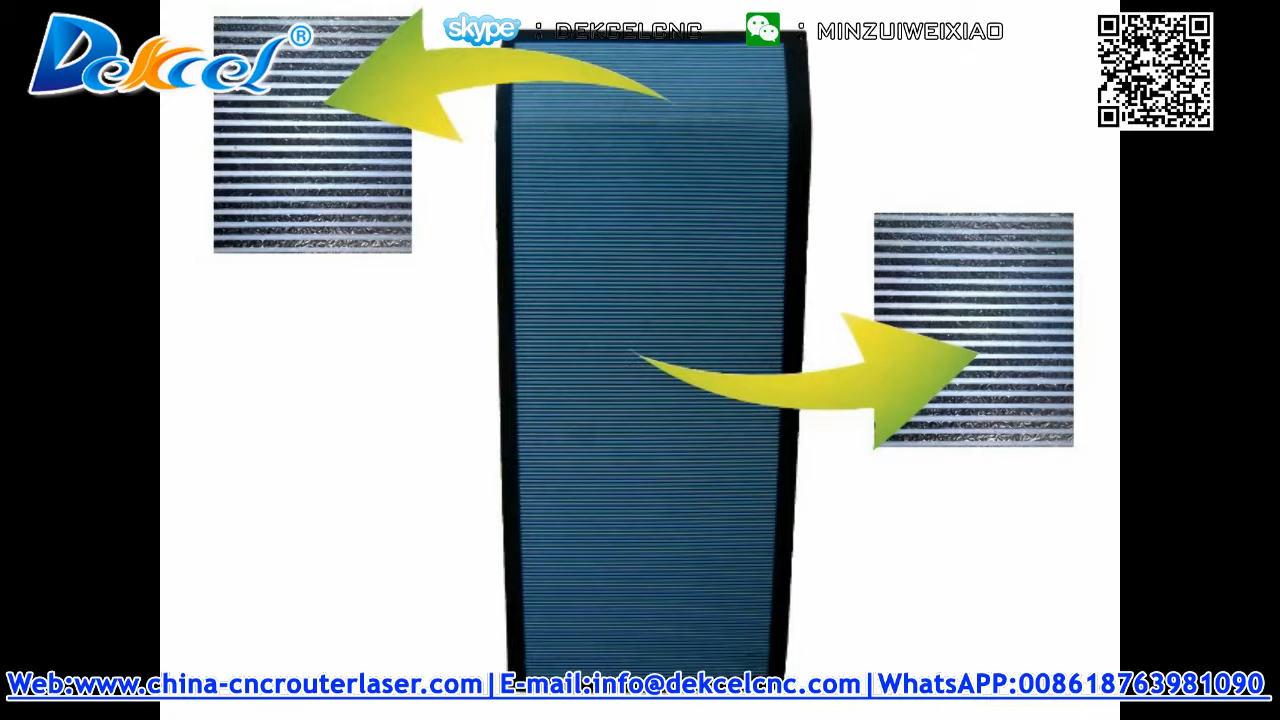 Dekcel®
skype : DEKCELCNC : MINZUIWEIXIAO
Web:www.china-cncrouterlaser.com|E-mail:info@dekcelcnc.com|WhatsAPP:008618763981090